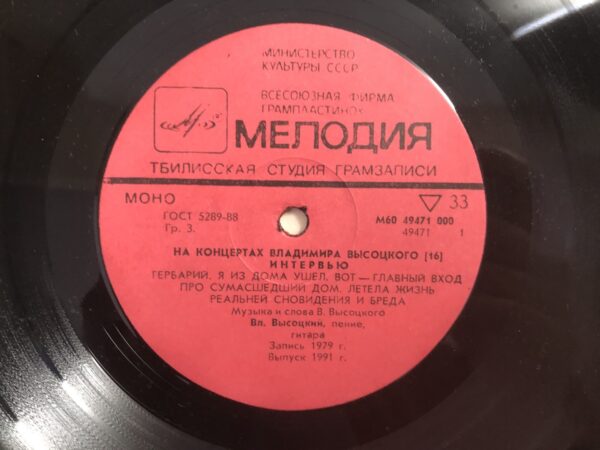 МИНИСТЕРСТВО
КУЛЬТУРЫ СССР
ВСЕСОЮЗНАЯ ФИРМА
ГРАМПЛАСТИНОК
МЕЛОДИЯ
ТБИЛИССКАЯ СТУДИЯ ГРАМЗАПИСИ
МОНО
33
ГОСТ 5289-88
М60 49471 000
Гр. 3.
49471 1
НА КОНЦЕРТАХ ВЛАДИМИРА ВЫСОЦКОГО (16)
ИНТЕРВЬЮ
ГЕРБАРИЙ. Я ИЗ ДОМА УШЕЛ. ВОТ — ГЛАВНЫЙ ВХОД
ПРО СУМАСШЕДШИЙ ДОМ. ЛЕТЕЛА ЖИЗНЬ
РЕАЛЬНЕЙ СНОВИДЕНИЯ И БРЕДА
Музыка и слова В. Высоцкого
Вл. Высоцкий, пение,
гитара
Запись 1979 г.
Выпуск 1991 г.